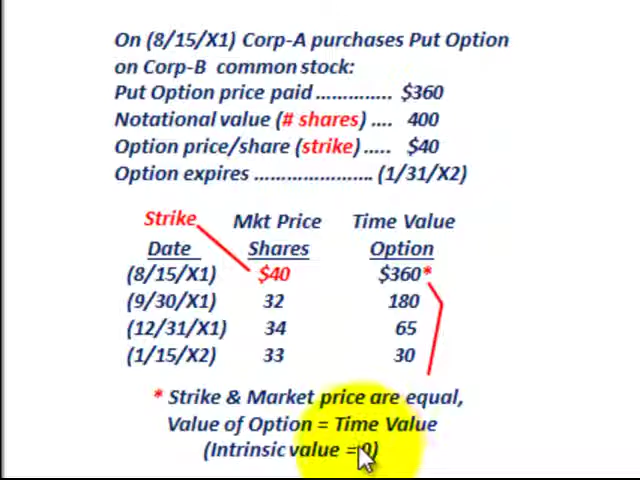 On (8/15/X1) Corp-A purchases Put Option
on Corp-B common stock:
Put Option price paid .............. $360
Notational value (# shares) .... 400
Option price/share (strike) ..... $40
Option expires ...................... (1/31/X2)
Strike Mkt Price Time Value
Date Shares Option
(8/15/X1) $40 $360*
(9/30/X1) 32 180
(12/31/X1) 34 65
(1/15/X2) 33 30
* Strike & Market price are equal,
Value of Option = Time Value
(Intrinsic value = 0)